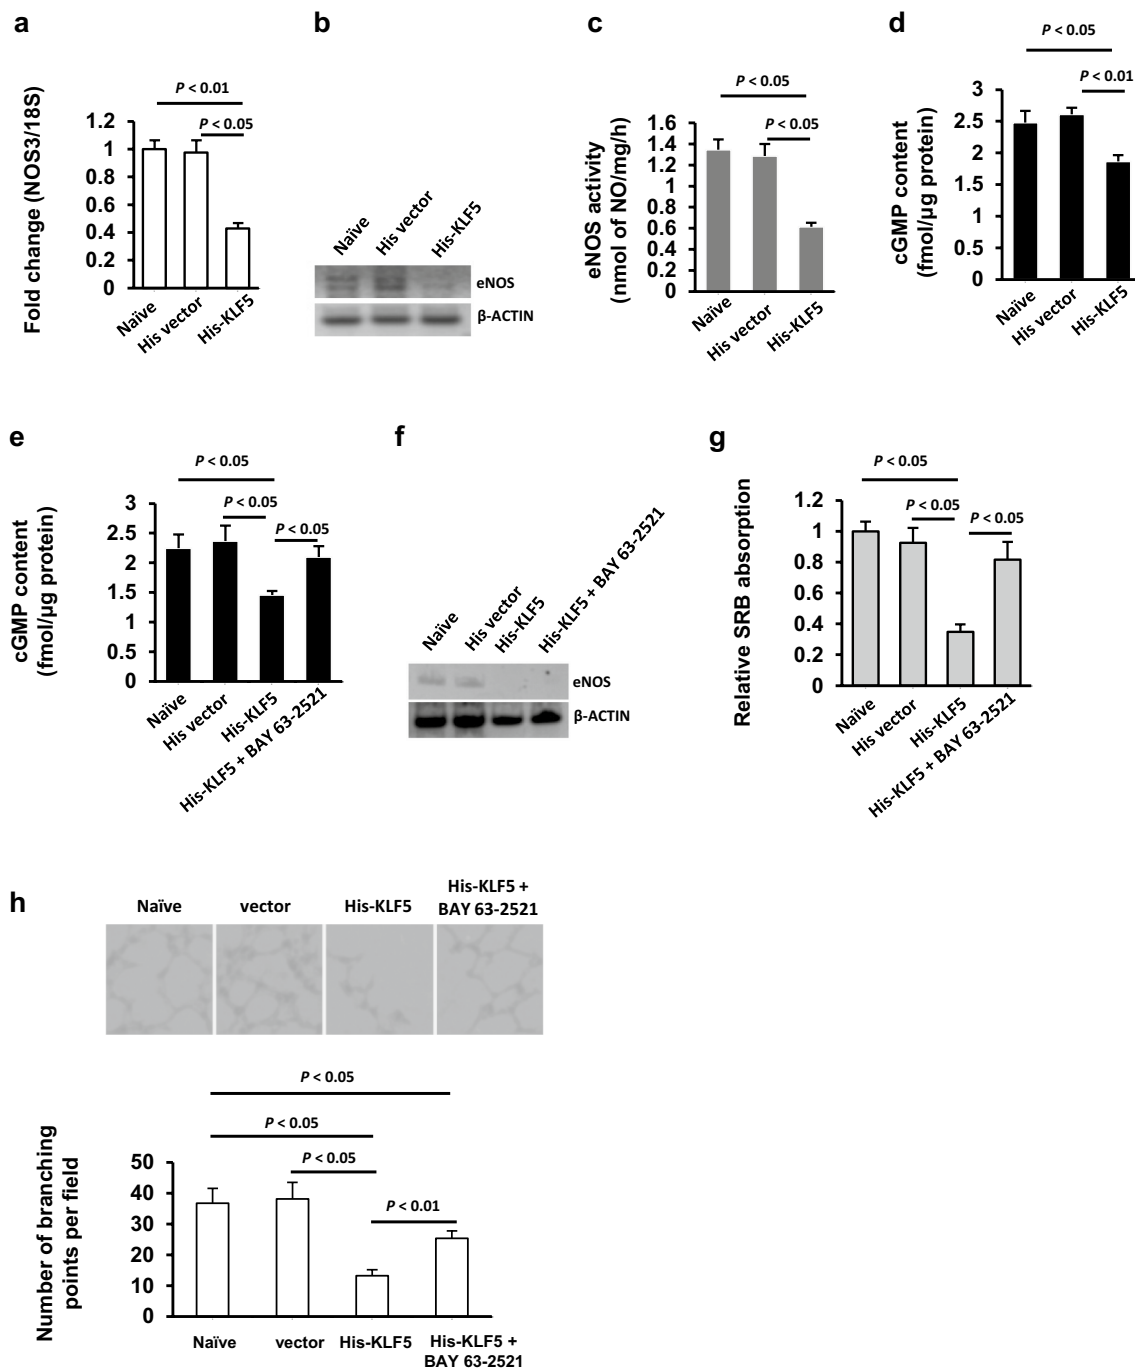 a
P < 0.01
P < 0.05
Fold change (NOS3/18S)
1.2
1
0.8
0.6
0.4
0.2
0
Naïve
His vector
His-KLF5
b
Naïve
His vector
His-KLF5
eNOS
β-ACTIN
c
P < 0.05
P < 0.05
eNOS activity
(nmol of NO/mg/h)
1.6
1.4
1.2
1
0.8
0.6
0.4
0.2
0
Naïve
His vector
His-KLF5
d
P < 0.05
P < 0.01
cGMP content
(fmol/µg protein)
3
2.5
2
1.5
1
0.5
0
Naïve
His vector
His-KLF5
e
P < 0.05
P < 0.05
P < 0.05
cGMP content
(fmol/µg protein)
3
2.5
2
1.5
1
0.5
0
Naïve
His vector
His-KLF5
His-KLF5 + BAY 63-2521
f
Naïve
His vector
His-KLF5
His-KLF5 + BAY 63-2521
eNOS
β-ACTIN
g
P < 0.05
P < 0.05
P < 0.05
Relative SRB absorption
1.2
1
0.8
0.6
0.4
0.2
0
Naïve
His vector
His-KLF5
His-KLF5 + BAY 63-2521
h
Naïve
vector
His-KLF5
His-KLF5 +
BAY 63-2521
P < 0.05
P < 0.05
P < 0.05
P < 0.01
Number of branching
points per field
50
40
30
20
10
0
Naïve
vector
His-KLF5
His-KLF5 +
BAY 63-2521